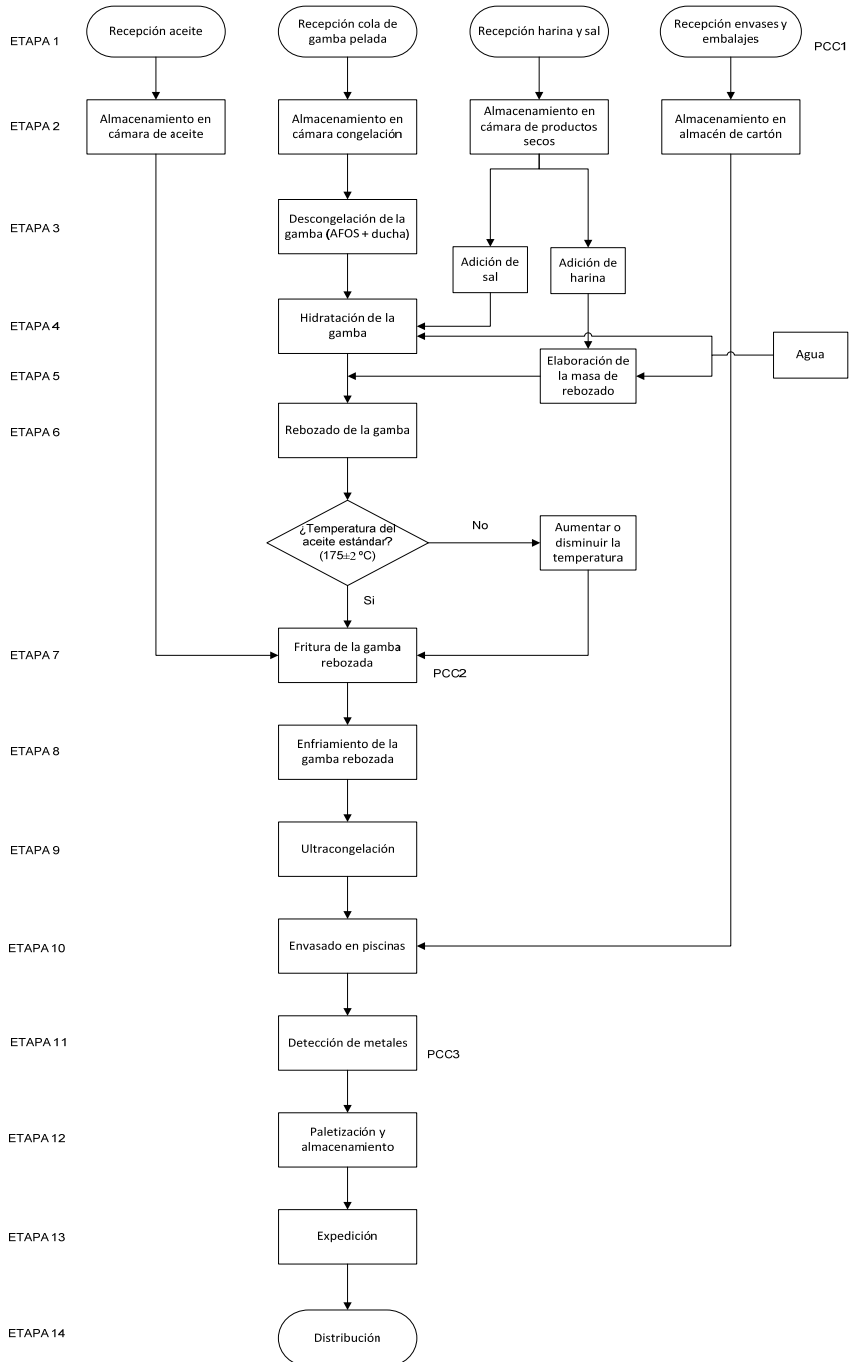 ETAPA 1
Recepción aceite
Recepción cola de
gamba pelada
Recepción harina y sal
Recepción envases y
embalajes
PCC1
ETAPA 2
Almacenamiento en
cámara de aceite
Almacenamiento en
cámara congelación
Almacenamiento en
cámara de productos
secos
Almacenamiento en
almacén de cartón
ETAPA 3
Descongelación de la
gamba (AFOS + ducha)
Adición de
sal
Adición de
harina
ETAPA 4
Hidratación de la
gamba
Agua
ETAPA 5
Elaboración de
la masa de
rebozado
ETAPA 6
Rebozado de la gamba
¿Temperatura del
aceite estándar?
(175±2 ºC)
No
Aumentar o
disminuir la
temperatura
Si
ETAPA 7
Fritura de la gamba
rebozada
PCC2
ETAPA 8
Enfriamiento de la
gamba rebozada
ETAPA 9
Ultracongelación
ETAPA 10
Envasado en piscinas
ETAPA 11
Detección de metales
PCC3
ETAPA 12
Paletización y
almacenamiento
ETAPA 13
Expedición
ETAPA 14
Distribución